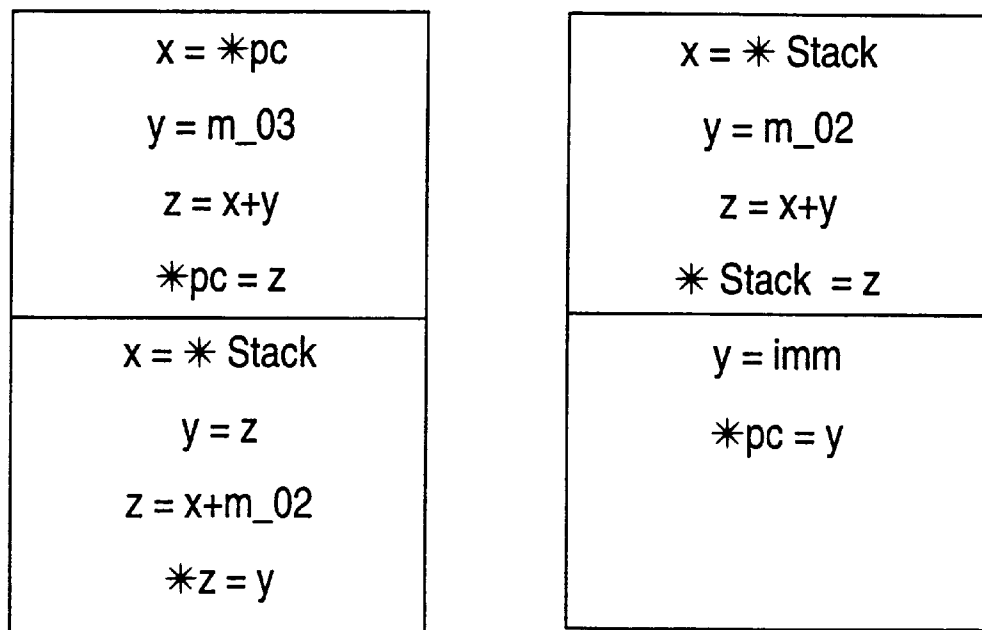 x = ✳pc
y = m_03
z = x+y
✳pc = z
x = ✳ Stack
y = z
z = x+m_02
✳z = y
x = ✳ Stack
y = m_02
z = x+y
✳ Stack = z
y = imm
✳pc = y